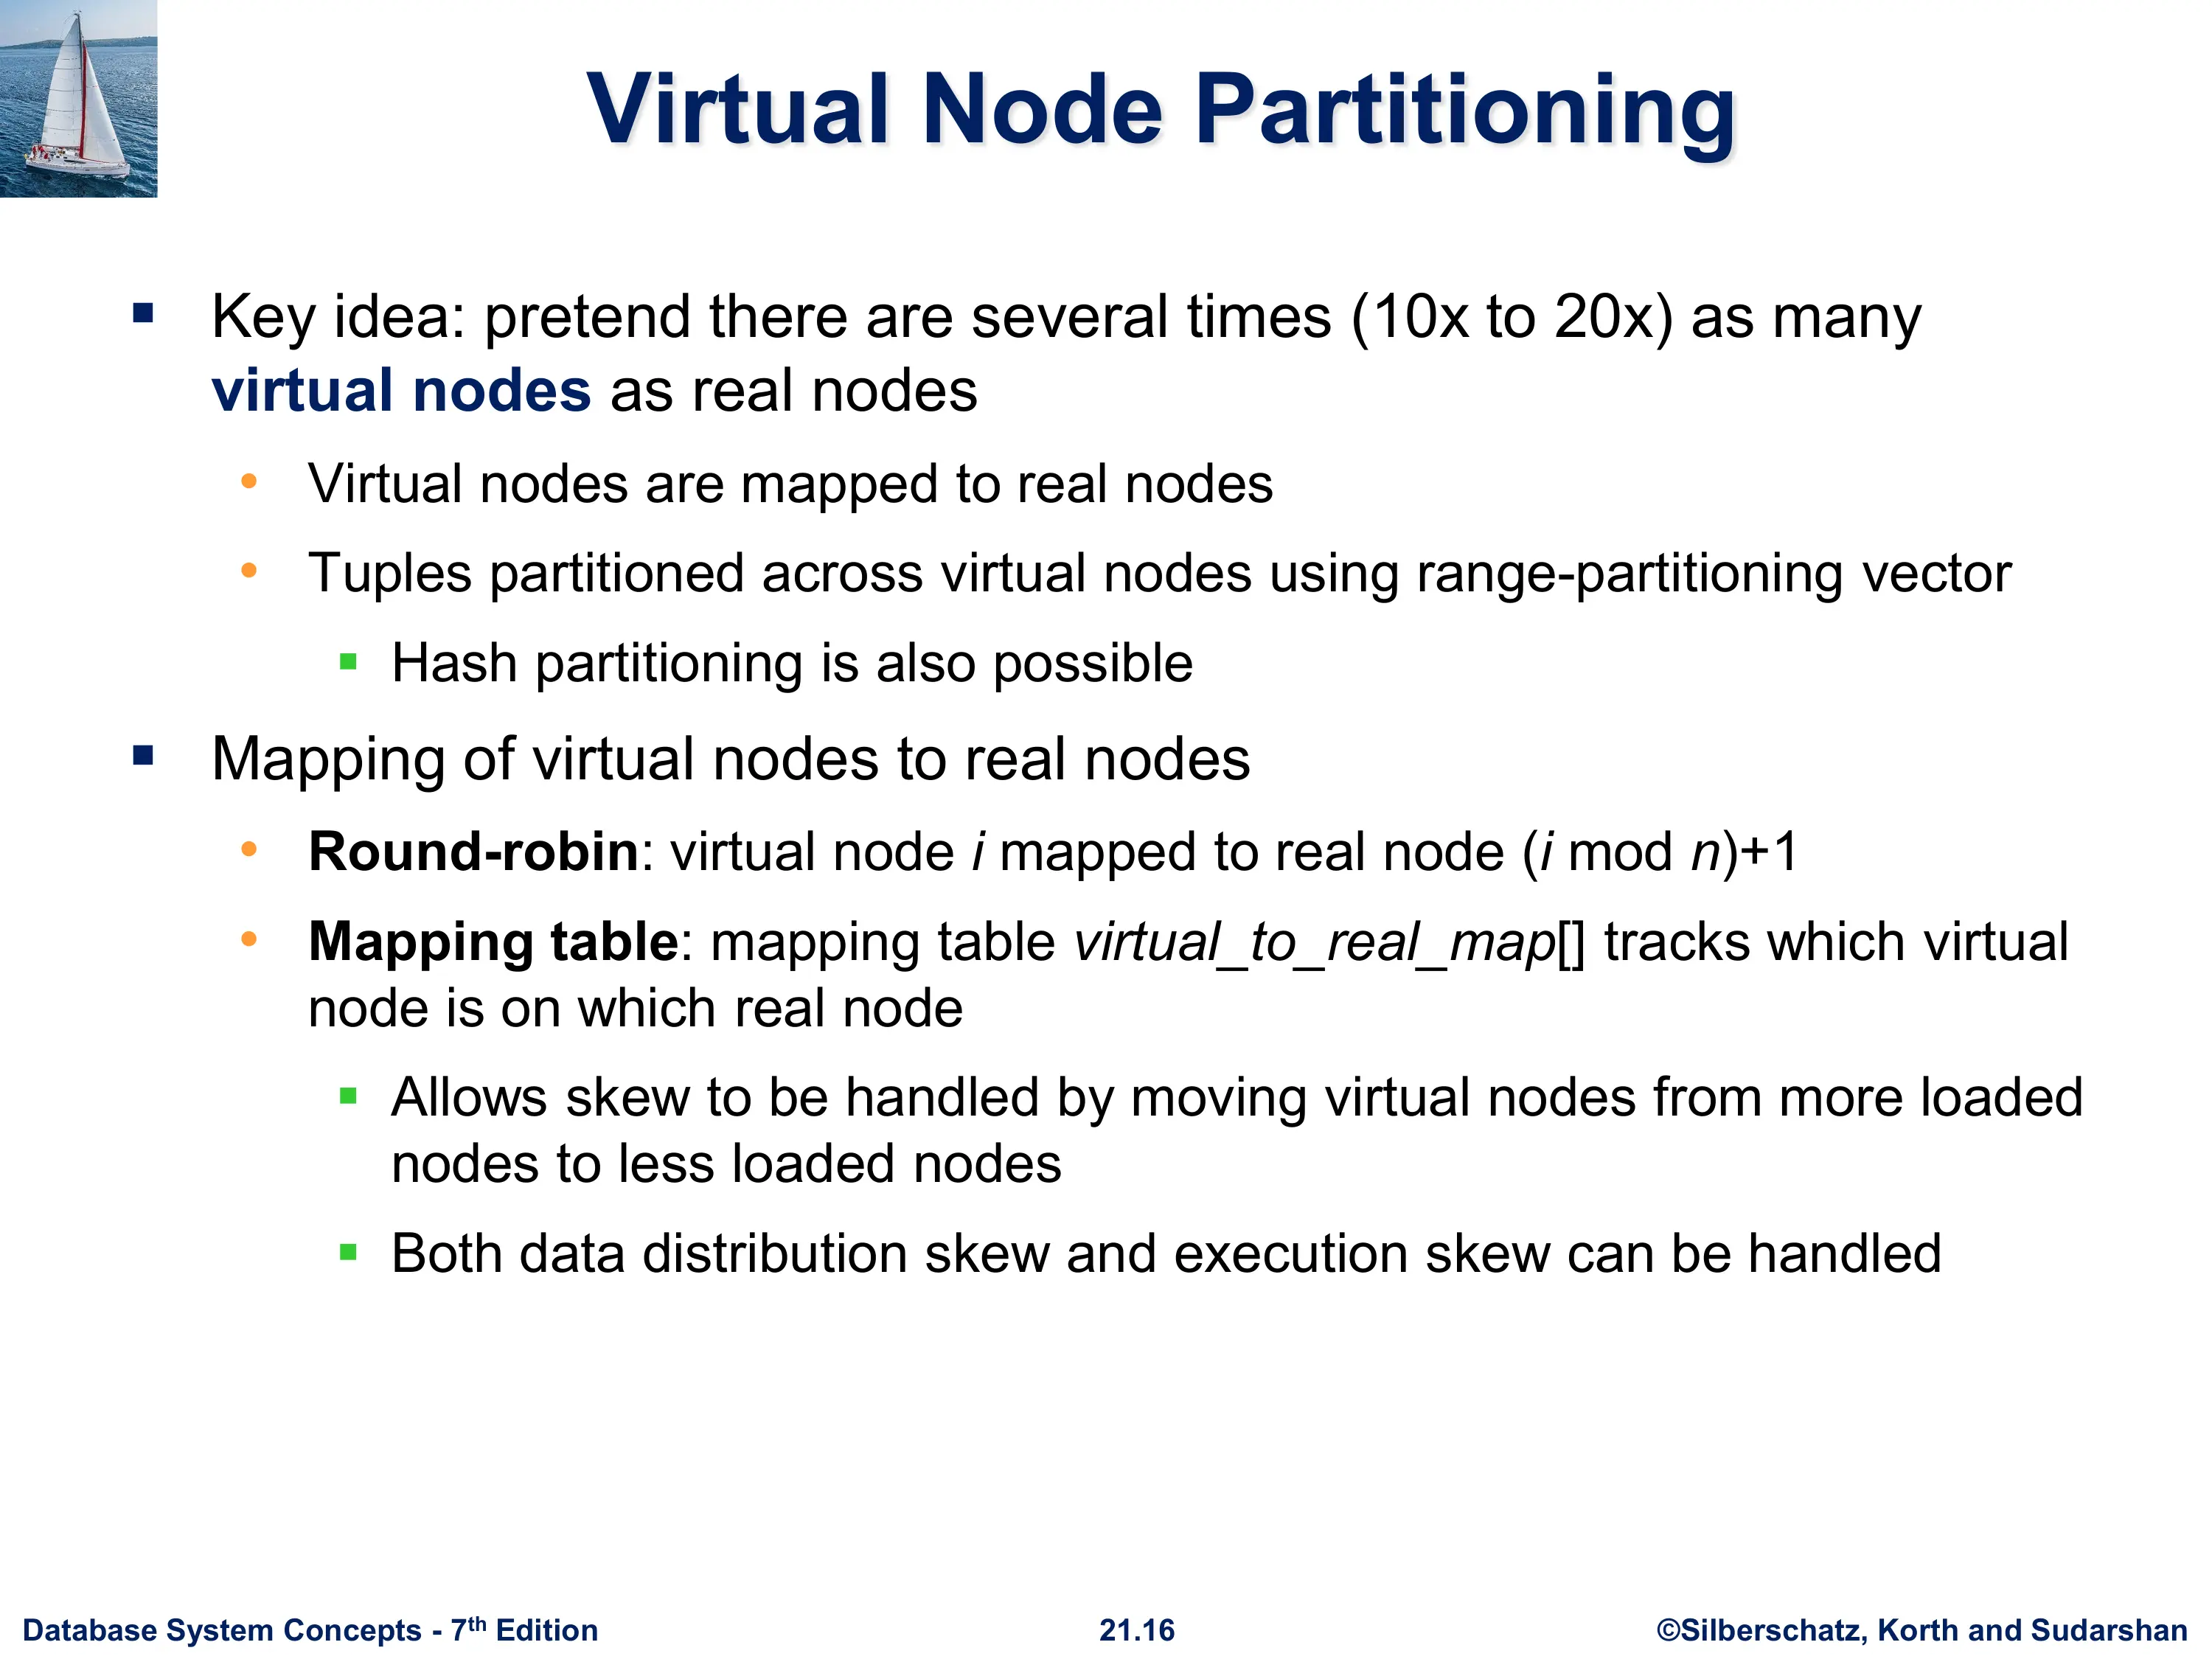 Virtual Node Partitioning
▪ Key idea: pretend there are several times (10x to 20x) as many
virtual nodes as real nodes
• Virtual nodes are mapped to real nodes
• Tuples partitioned across virtual nodes using range-partitioning vector
▪ Hash partitioning is also possible
▪ Mapping of virtual nodes to real nodes
• Round-robin: virtual node i mapped to real node (i mod n)+1
• Mapping table: mapping table virtual_to_real_map[] tracks which virtual
node is on which real node
▪ Allows skew to be handled by moving virtual nodes from more loaded
nodes to less loaded nodes
▪ Both data distribution skew and execution skew can be handled
Database System Concepts - 7th Edition
21.16
©Silberschatz, Korth and Sudarshan